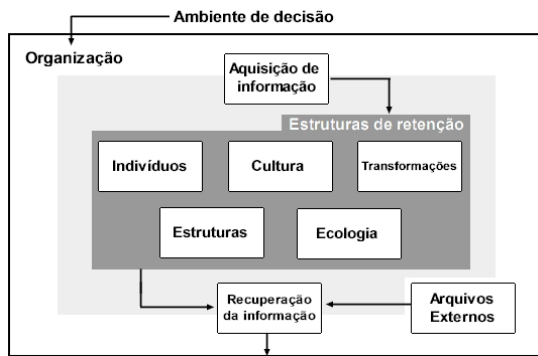 Ambiente de decisão
Organização
Aquisição de
informação
Estruturas de retenção
Indivíduos
Cultura
Transformações
Estruturas
Ecologia
Recuperação
da informação
Arquivos
Externos